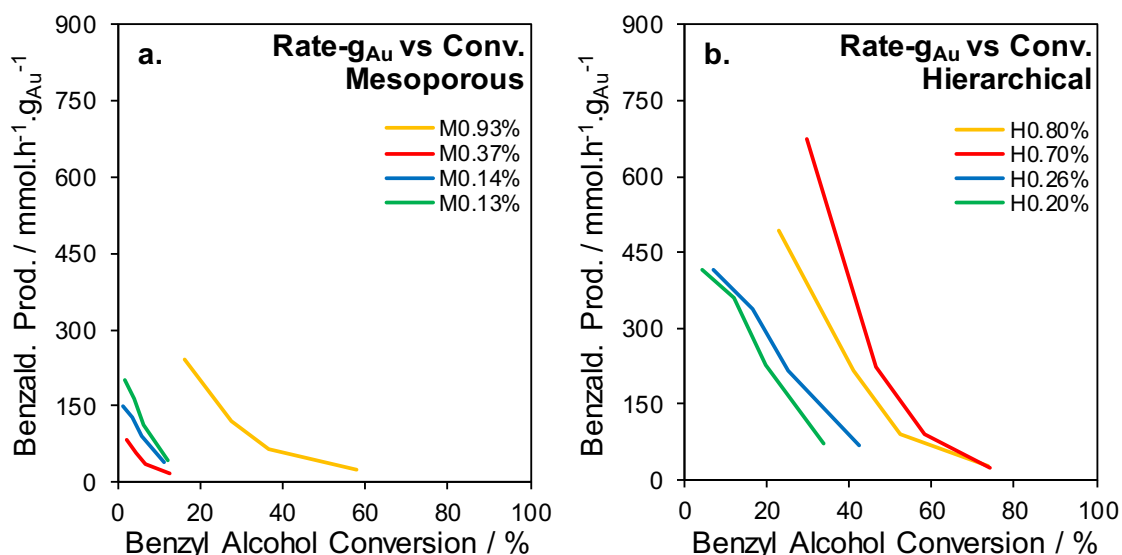 a.
Rate-gAu vs Conv.
Mesoporous
M0.93%
M0.37%
M0.14%
M0.13%
900
750
600
450
300
150
0
0 20 40 60 80 100
Benzald. Prod. / mmol.h-1.gAu-1
Benzyl Alcohol Conversion / %
b.
Rate-gAu vs Conv.
Hierarchical
H0.80%
H0.70%
H0.26%
H0.20%
900
750
600
450
300
150
0
0 20 40 60 80 100
Benzald. Prod. / mmol.h-1.gAu-1
Benzyl Alcohol Conversion / %